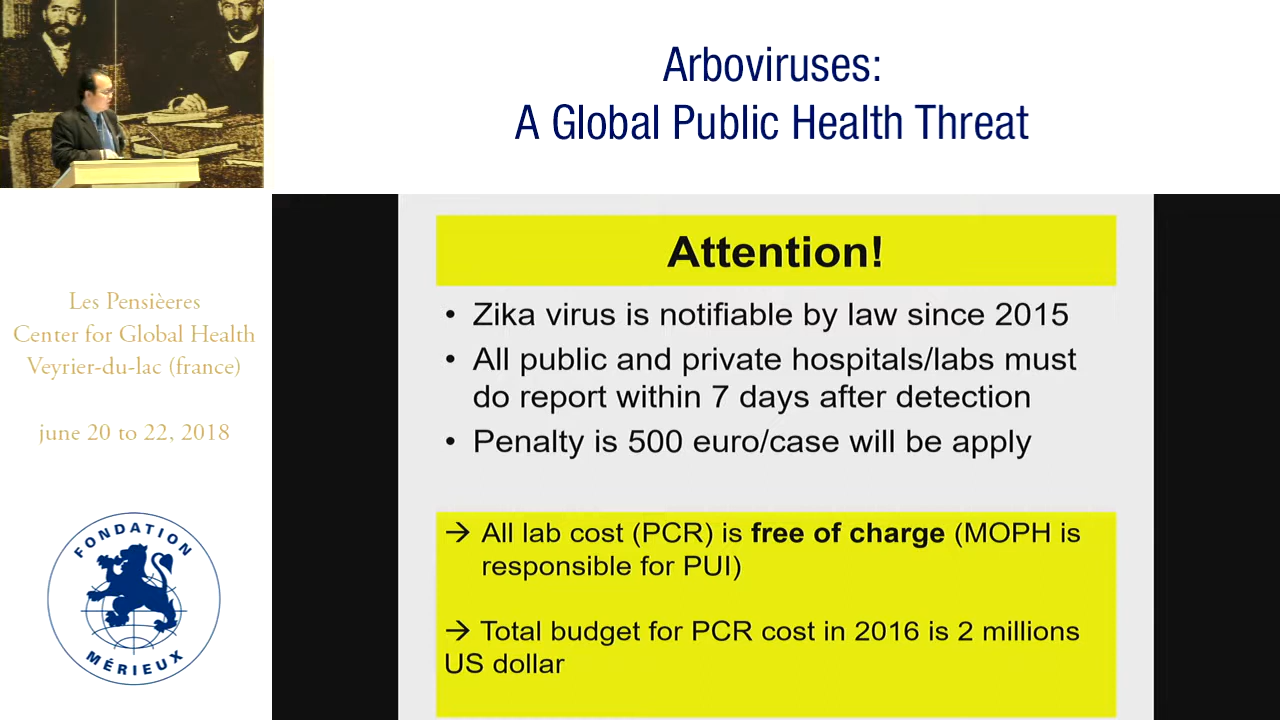 Arboviruses:
A Global Public Health Threat
Les Pensièeres
Center for Global Health
Veyrier-du-lac (france)
june 20 to 22, 2018
FONDATION
MÉRIEUX
Attention!
• Zika virus is notifiable by law since 2015
• All public and private hospitals/labs must
do report within 7 days after detection
• Penalty is 500 euro/case will be apply
→ All lab cost (PCR) is free of charge (MOPH is
responsible for PUI)
→ Total budget for PCR cost in 2016 is 2 millions
US dollar